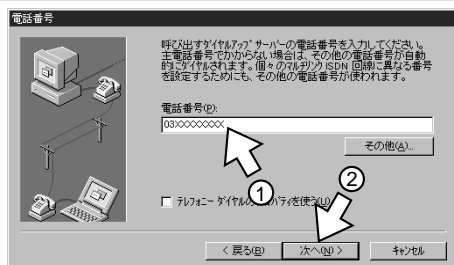 電話番号
呼び出すダイヤルアップ サーバーの電話番号を入力してください。
主電話番号でかからない場合は、その他の電話番号が自動
的にダイヤルされます。個々のマルチリンク ISDN 回線に異なる番号
を設定するためにも、その他の電話番号が使われます。
電話番号(P):
03XXXXXXXX
その他(A)...
①
②
テレフォニー ダイヤルの
パティを使う(U)
< 戻る(B)
次へ(N) >
キャンセル